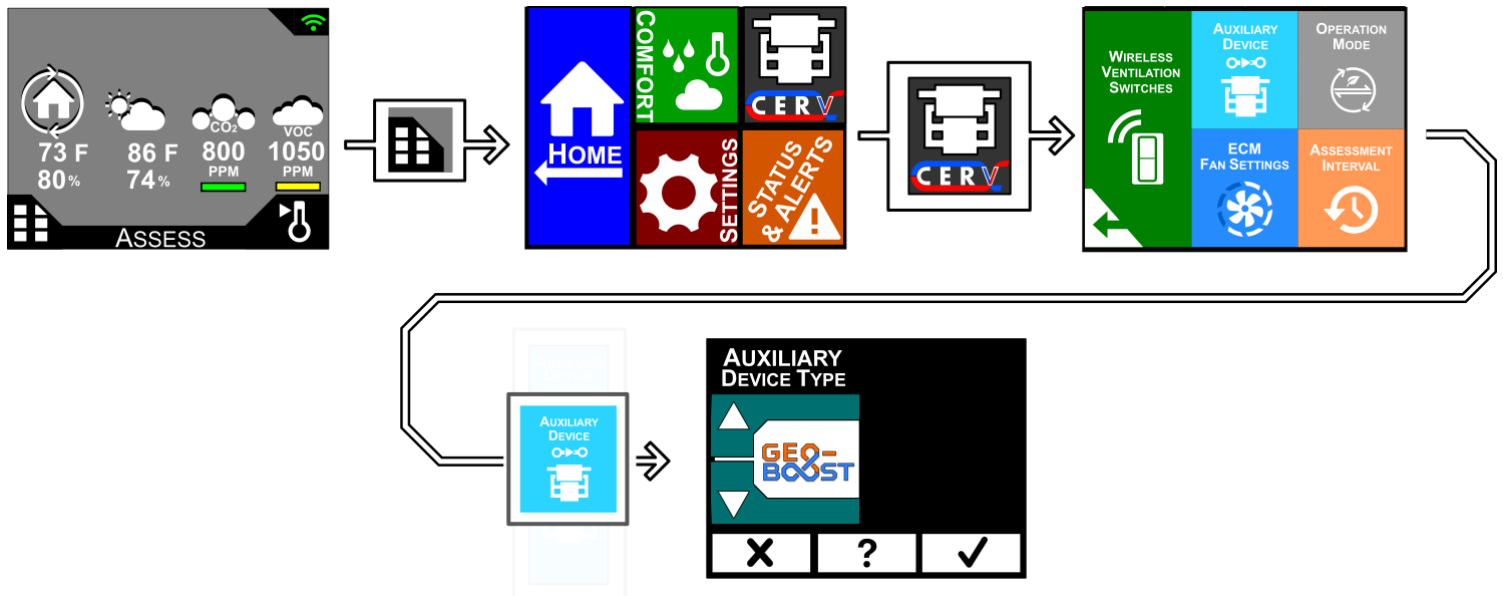 73 F
80%
86 F
74%
CO2
800
PPM
VOC
1050
PPM
ASSESS
HOME
COMFORT
CERV
SETTINGS
STATUS
& ALERTS
CERV
WIRELESS
VENTILATION
SWITCHES
AUXILIARY
DEVICE
OPERATION
MODE
ECM
FAN SETTINGS
ASSESSMENT
INTERVAL
AUXILIARY
DEVICE
AUXILIARY
DEVICE TYPE
GEO-
BOOST
?